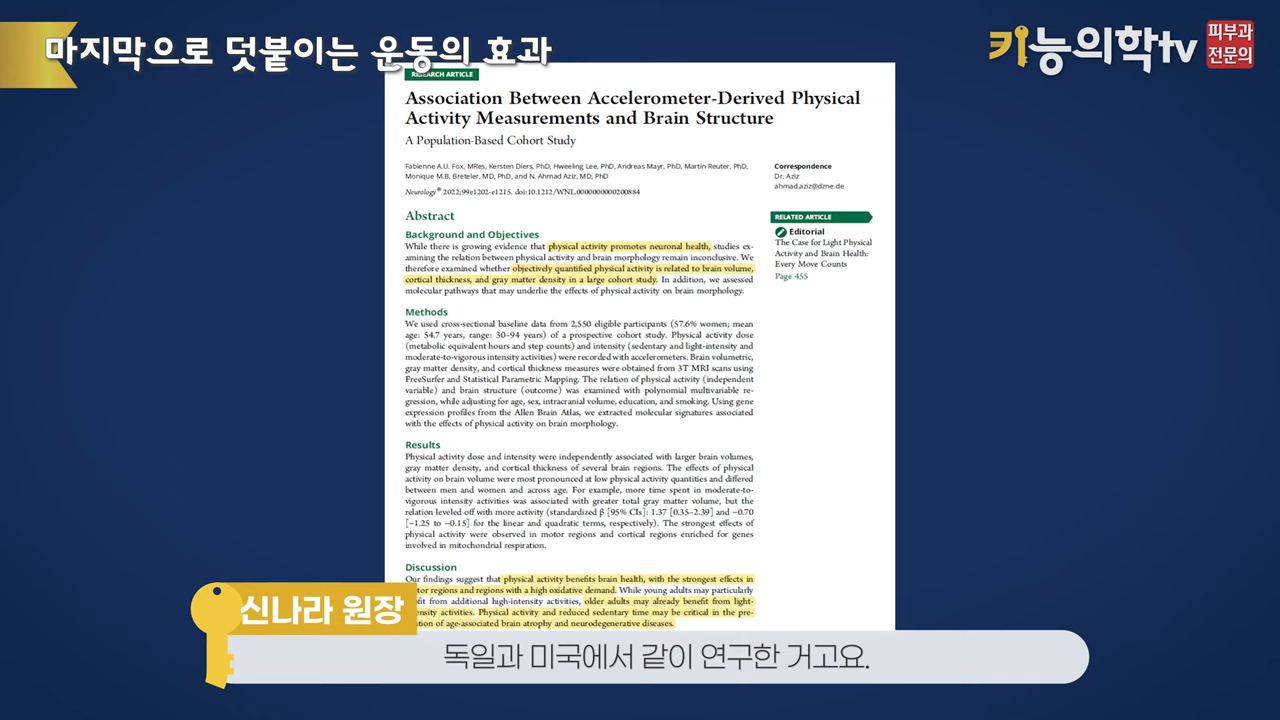 마지막으로 덧붙이는 운동의 효과
키능의학tv
피부과
전문의
RESEARCH ARTICLE
Association Between Accelerometer-Derived Physical
Activity Measurements and Brain Structure
A Population-Based Cohort Study
Fabienne A.U. Fox, MRes, Kersten Diers, PhD, Hweeling Lee, PhD, Andreas Mayr, PhD, Martin Reuter, PhD,
Monique M.B. Breteler, MD, PhD, and N. Ahmad Aziz, MD, PhD
Neurology® 2022;99:e1202-e1215. doi:10.1212/WNL.0000000000200884
Correspondence
Dr. Aziz
ahmad.aziz@dzne.de
Abstract
Background and Objectives
While there is growing evidence that physical activity promotes neuronal health, studies ex-
amining the relation between physical activity and brain morphology remain inconclusive. We
therefore examined whether objectively quantified physical activity is related to brain volume,
cortical thickness, and gray matter density in a large cohort study. In addition, we assessed
molecular pathways that may underlie the effects of physical activity on brain morphology.
RELATED ARTICLE
Editorial
The Case for Light Physical
Activity and Brain Health:
Every Move Counts
Page 455
Methods
We used cross-sectional baseline data from 2,550 eligible participants (57.6% women; mean
age: 54.7 years, range: 30–94 years) of a prospective cohort study. Physical activity dose
(metabolic equivalent hours and step counts) and intensity (sedentary and light-intensity and
moderate-to-vigorous intensity activities) were recorded with accelerometers. Brain volumetric,
gray matter density, and cortical thickness measures were obtained from 3T MRI scans using
FreeSurfer and Statistical Parametric Mapping. The relation of physical activity (independent
variable) and brain structure (outcome) was examined with polynomial multivariable re-
gression, while adjusting for age, sex, intracranial volume, education, and smoking. Using gene
expression profiles from the Allen Brain Atlas, we extracted molecular signatures associated
with the effects of physical activity on brain morphology.
Results
Physical activity dose and intensity were independently associated with larger brain volumes,
gray matter density, and cortical thickness of several brain regions. The effects of physical
activity on brain volume were most pronounced at low physical activity quantities and differed
between men and women and across age. For example, more time spent in moderate-to-
vigorous intensity activities was associated with greater total gray matter volume, but the
relation leveled off with more activity (standardized β [95% CIs]: 1.37 [0.35–2.39] and −0.70
[−1.25 to −0.15] for the linear and quadratic terms, respectively). The strongest effects of
physical activity were observed in motor regions and cortical regions enriched for genes
involved in mitochondrial respiration.
Discussion
Our findings suggest that physical activity benefits brain health, with the strongest effects in
tor regions and regions with a high oxidative demand. While young adults may particularly
fit from additional high-intensity activities, older adults may already benefit from light-
ensity activities. Physical activity and reduced sedentary time may be critical in the pre-
tion of age-associated brain atrophy and neurodegenerative diseases.
신나라 원장
독일과 미국에서 같이 연구한 거고요.